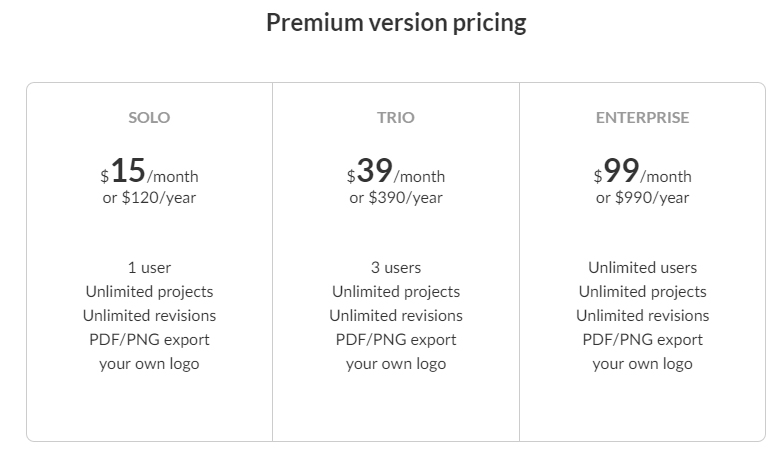 Premium version pricing
SOLO
$15/month
or $120/year
1 user
Unlimited projects
Unlimited revisions
PDF/PNG export
your own logo
TRIO
$39/month
or $390/year
3 users
Unlimited projects
Unlimited revisions
PDF/PNG export
your own logo
ENTERPRISE
$99/month
or $990/year
Unlimited users
Unlimited projects
Unlimited revisions
PDF/PNG export
your own logo